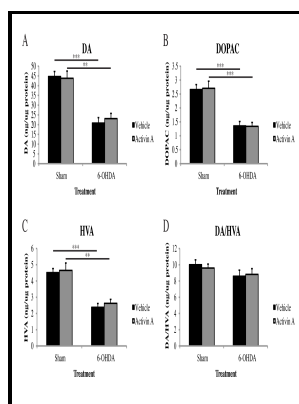 A
DA
***
**
DA (ng/ug protein)
50
45
40
35
30
25
20
15
10
5
0
Sham
6-OHDA
Treatment
Vehicle
Activin A
B
DOPAC
***
***
DOPAC (ng/ug protein)
3
2.5
2
1.5
1
0.5
0
Sham
6-OHDA
Treatment
Vehicle
Activin A
C
HVA
***
**
HVA (ng/ug protein)
6
5
4
3
2
1
0
Sham
6-OHDA
Treatment
Vehicle
Activin A
D
DA/HVA
DA/HVA (ng/ug protein)
12
10
8
6
4
2
0
Sham
6-OHDA
Treatment
Vehicle
Activin A